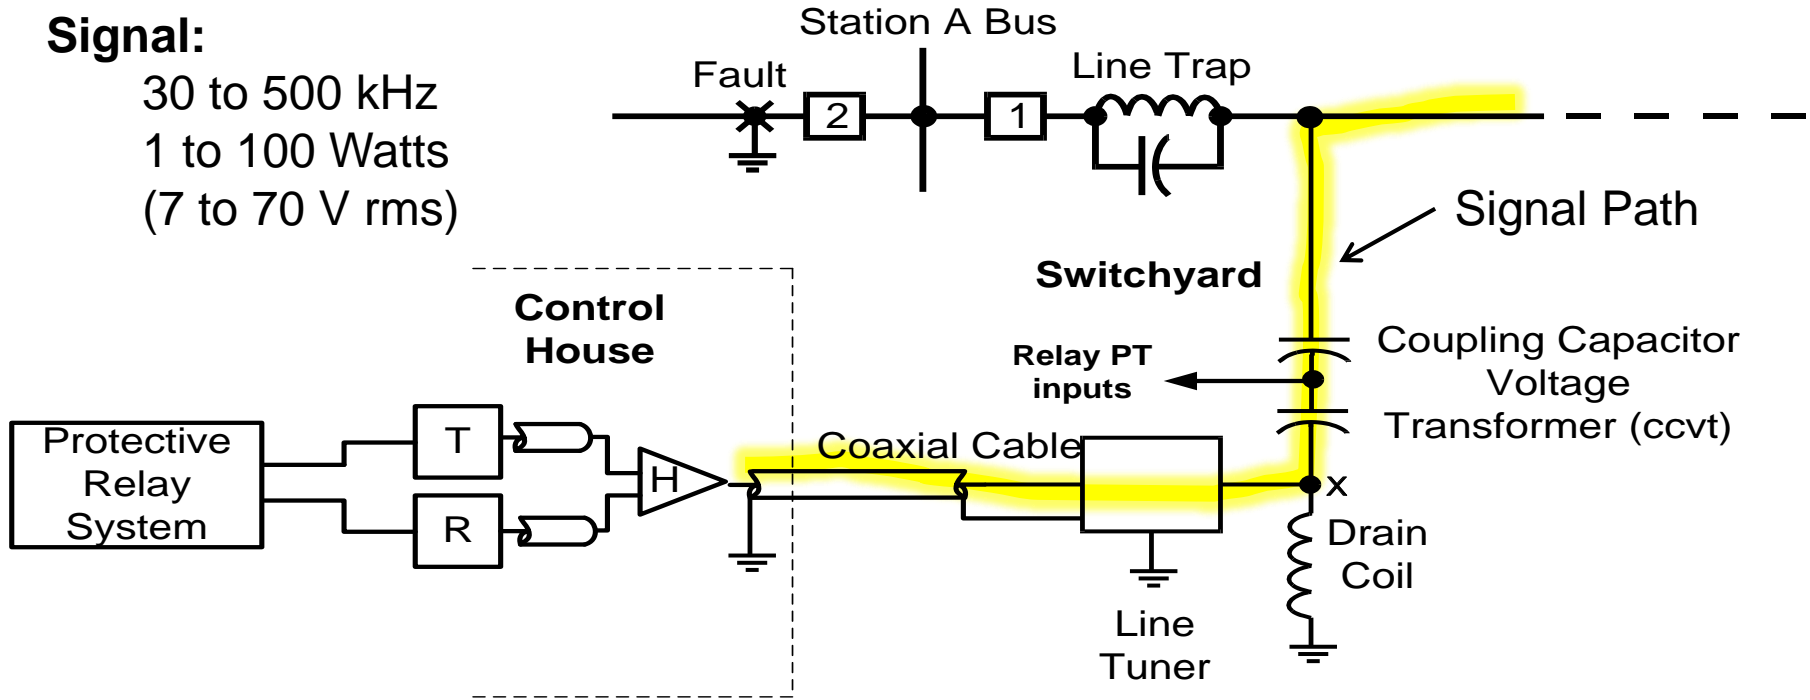 Signal:
30 to 500 kHz
1 to 100 Watts
(7 to 70 V rms)
Station A Bus
Fault
Line Trap
2
1
Signal Path
Switchyard
Control
House
Relay PT
inputs
Coupling Capacitor
Voltage
Transformer (ccvt)
Protective
Relay
System
T
R
H
Coaxial Cable
x
Drain
Coil
Line
Tuner